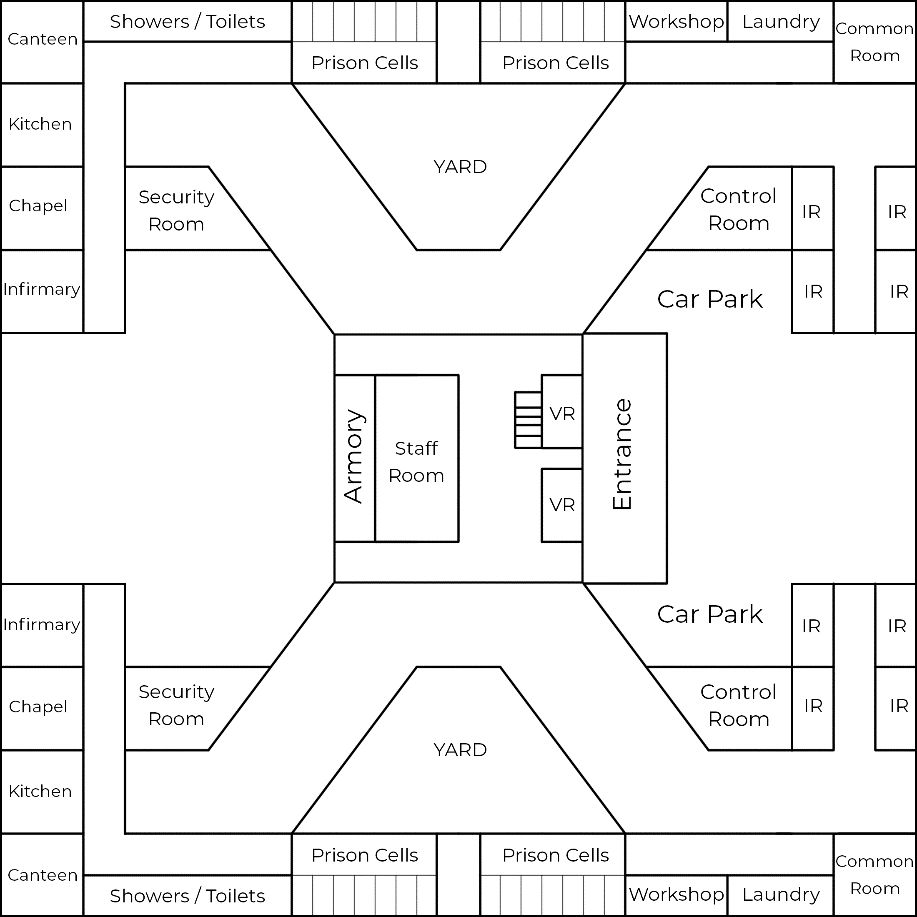 Showers / Toilets
Workshop
Laundry
Canteen
Common
Room
Prison Cells
Prison Cells
Kitchen
YARD
Chapel
Security
Room
Control
Room
IR
IR
Infirmary
Car Park
IR
IR
Armory
Staff
Room
VR
Entrance
VR
Infirmary
Car Park
IR
IR
Chapel
Security
Room
Control
Room
IR
IR
YARD
Kitchen
Prison Cells
Prison Cells
Canteen
Common
Room
Showers / Toilets
Workshop
Laundry